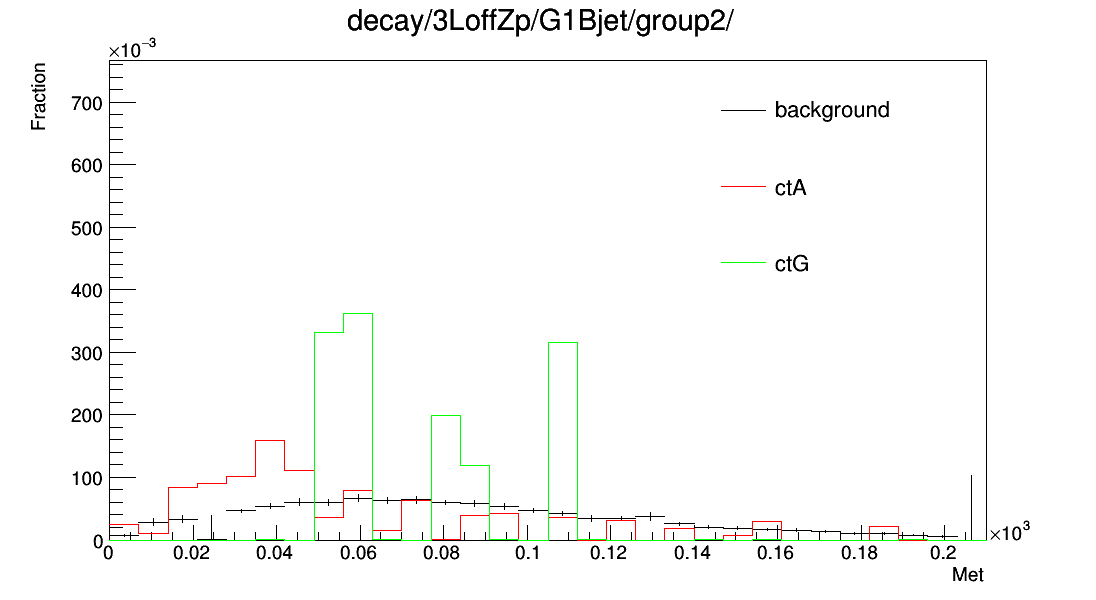 decay/3LoffZp/G1Bjet/group2/
×10⁻³
Fraction
700
600
500
400
300
200
100
0
background
ctA
ctG
0 0.02 0.04 0.06 0.08 0.1 0.12 0.14 0.16 0.18 0.2
×10³
Met